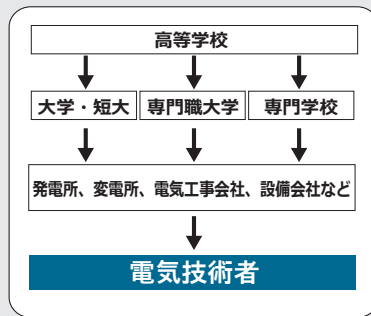 高等学校
大学・短大 専門職大学 専門学校
発電所、変電所、電気工事会社、設備会社など
電気技術者